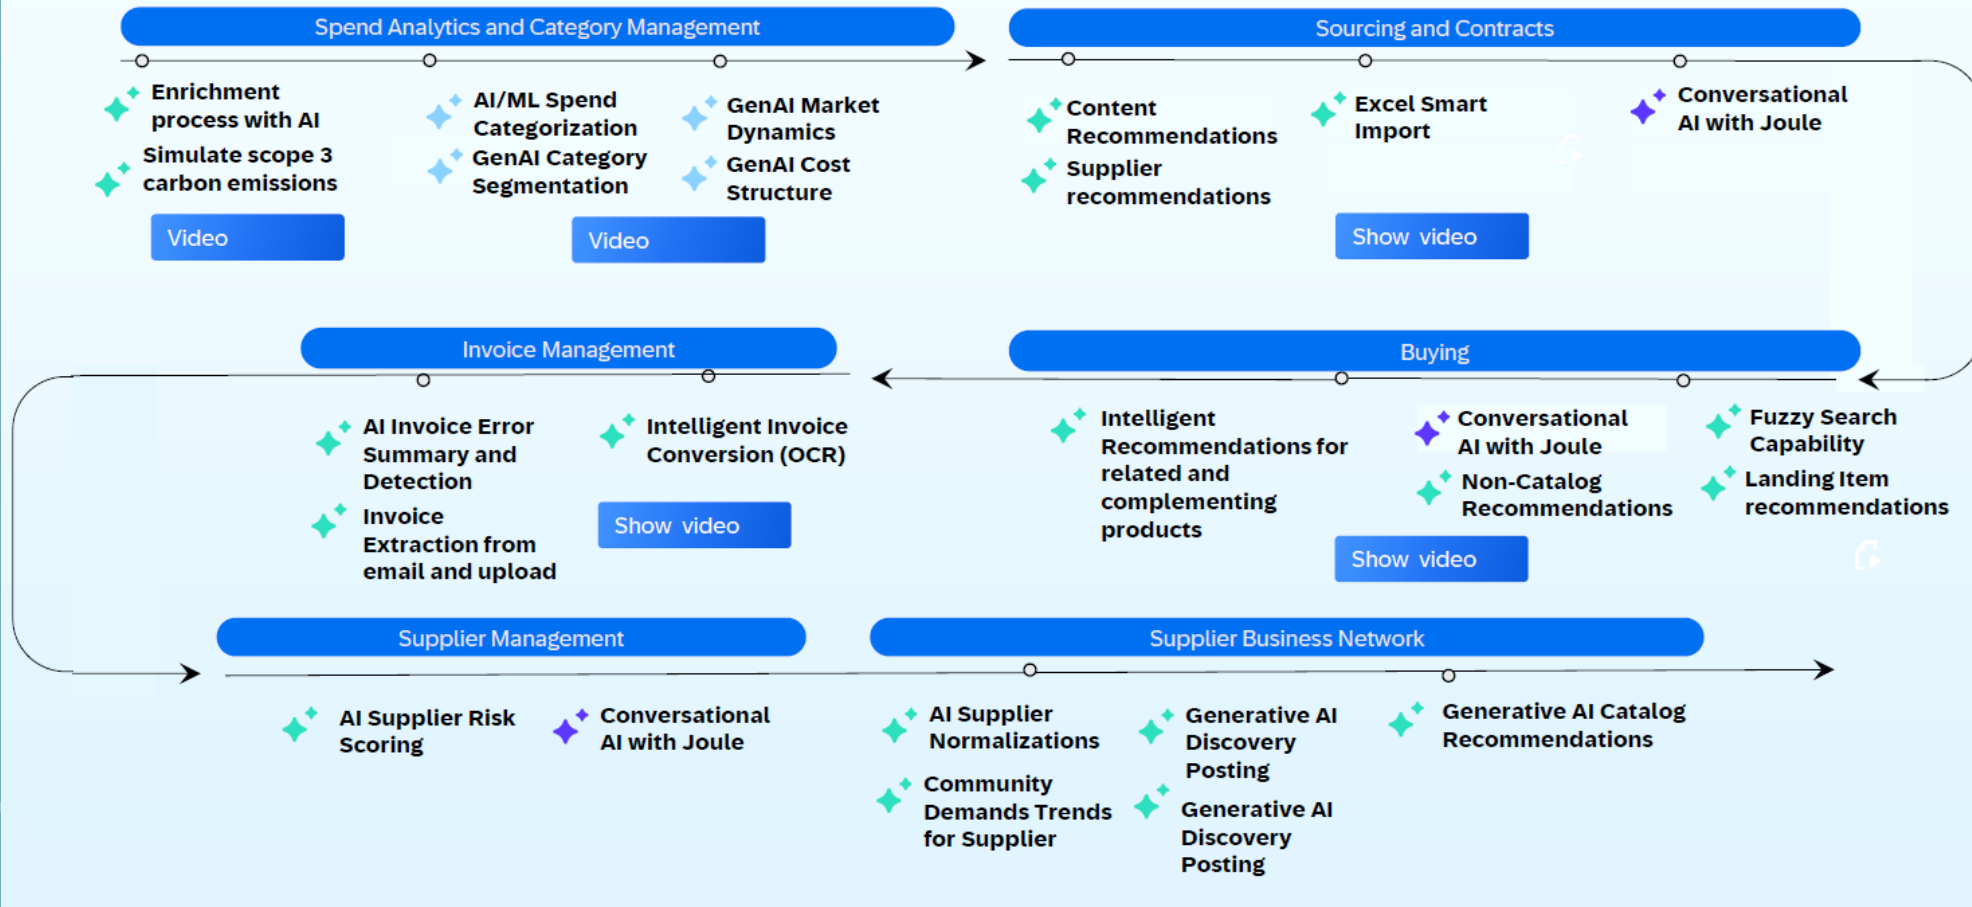 Spend Analytics and Category Management
Enrichment
process with AI
Simulate scope 3
carbon emissions
Video
AI/ML Spend
Categorization
GenAI Category
Segmentation
GenAI Market
Dynamics
GenAI Cost
Structure
Video
Sourcing and Contracts
Content
Recommendations
Supplier
recommendations
Excel Smart
Import
Conversational
AI with Joule
Show video
Buying
Fuzzy Search
Capability
Landing Item
recommendations
Conversational
AI with Joule
Non-Catalog
Recommendations
Intelligent
Recommendations for
related and
complementing
products
Show video
Invoice Management
Intelligent Invoice
Conversion (OCR)
Show video
AI Invoice Error
Summary and
Detection
Invoice
Extraction from
email and upload
Supplier Management
AI Supplier Risk
Scoring
Conversational
AI with Joule
Supplier Business Network
AI Supplier
Normalizations
Community
Demands Trends
for Supplier
Generative AI
Discovery
Posting
Generative AI
Discovery
Posting
Generative AI Catalog
Recommendations